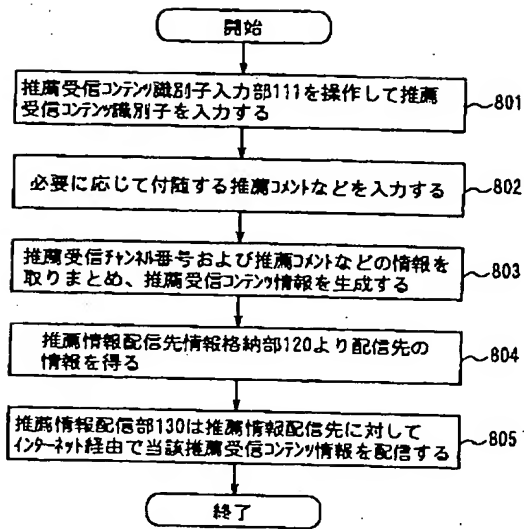 開始
推薦受信コンテンツ識別子入力部111を操作して推薦
受信コンテンツ識別子を入力する
801
必要に応じて付随する推薦コメントなどを入力する
802
推薦受信チャンネル番号および推薦コメントなどの情報を
取りまとめ、推薦受信コンテンツ情報を生成する
803
推薦情報配信先情報格納部120より配信先の
情報を得る
804
推薦情報配信部130は推薦情報配信先に対して
インターネット経由で当該推薦受信コンテンツ情報を配信する
805
終了